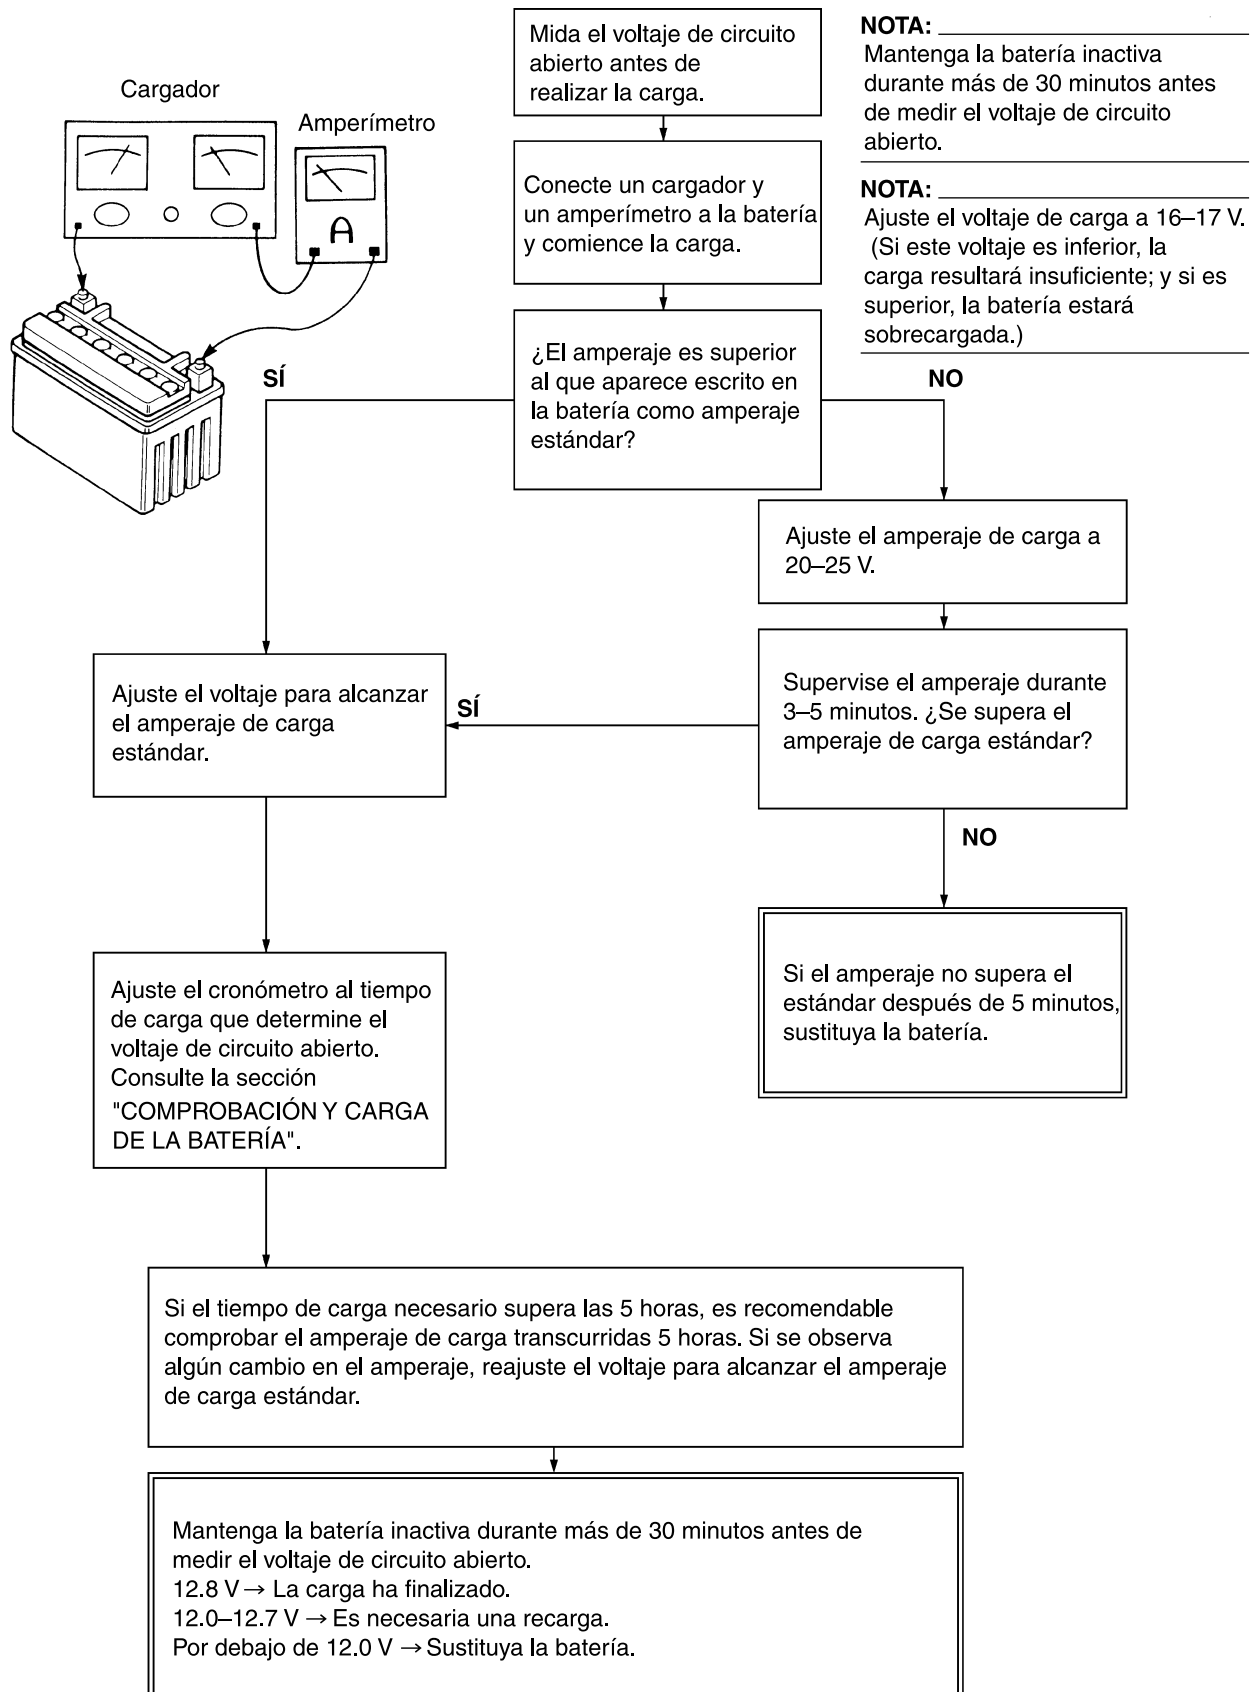 Cargador
Amperímetro
A
Mida el voltaje de circuito
abierto antes de
realizar la carga.
NOTA:
Mantenga la batería inactiva
durante más de 30 minutos antes
de medir el voltaje de circuito
abierto.
Conecte un cargador y
un amperímetro a la batería
y comience la carga.
NOTA:
Ajuste el voltaje de carga a 16–17 V.
(Si este voltaje es inferior, la
carga resultará insuficiente; y si es
superior, la batería estará
sobrecargada.)
¿El amperaje es superior
al que aparece escrito en
la batería como amperaje
estándar?
SÍ
NO
Ajuste el amperaje de carga a
20–25 V.
Supervise el amperaje durante
3–5 minutos. ¿Se supera el
amperaje de carga estándar?
SÍ
Ajuste el voltaje para alcanzar
el amperaje de carga
estándar.
NO
Si el amperaje no supera el
estándar después de 5 minutos,
sustituya la batería.
Ajuste el cronómetro al tiempo
de carga que determine el
voltaje de circuito abierto.
Consulte la sección
"COMPROBACIÓN Y CARGA
DE LA BATERÍA".
Si el tiempo de carga necesario supera las 5 horas, es recomendable
comprobar el amperaje de carga transcurridas 5 horas. Si se observa
algún cambio en el amperaje, reajuste el voltaje para alcanzar el amperaje
de carga estándar.
Mantenga la batería inactiva durante más de 30 minutos antes de
medir el voltaje de circuito abierto.
12.8 V → La carga ha finalizado.
12.0–12.7 V → Es necesaria una recarga.
Por debajo de 12.0 V → Sustituya la batería.